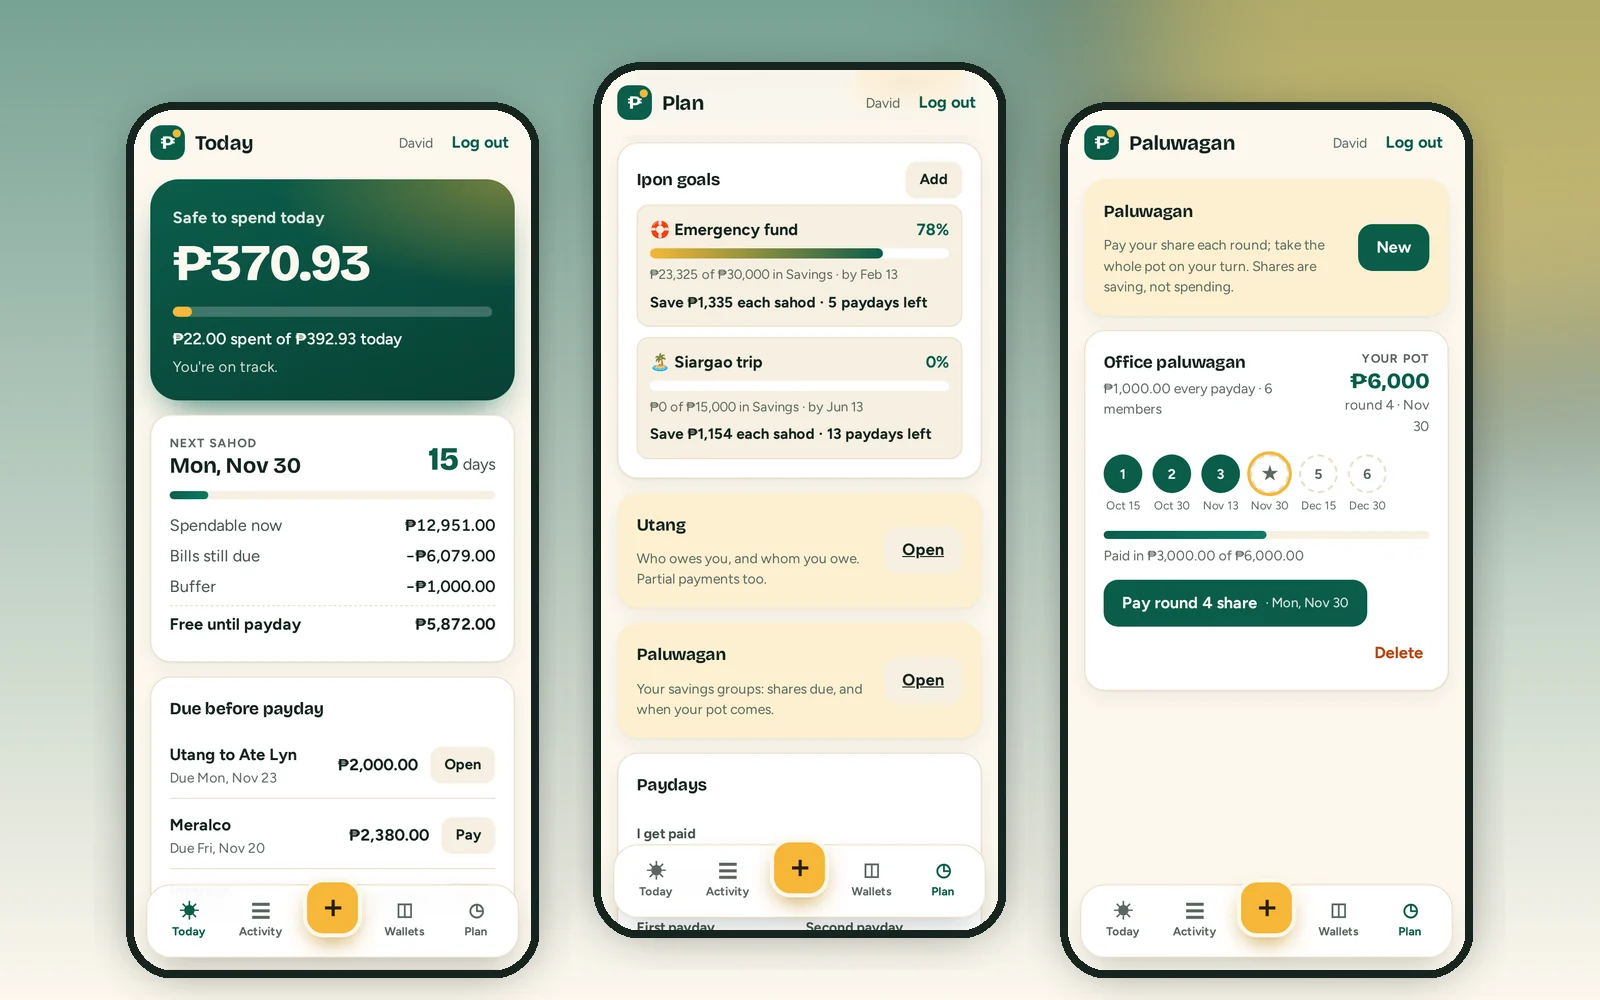 Today
David
Log out
Safe to spend today
₱370.93
₱22.00 spent of ₱392.93 today
You're on track.
NEXT SAHOD
Mon, Nov 30
15 days
Spendable now
₱12,951.00
Bills still due
-₱6,079.00
Buffer
-₱1,000.00
Free until payday
₱5,872.00
Due before payday
Utang to Ate Lyn
Due Mon, Nov 23
₱2,000.00
Open
Meralco
Due Fri, Nov 20
₱2,380.00
Pay
Today
Activity
+
Wallets
Plan
Plan
David
Log out
Ipon goals
Add
Emergency fund
78%
₱23,325 of ₱30,000 in Savings · by Feb 13
Save ₱1,335 each sahod · 5 paydays left
Siargao trip
0%
₱0 of ₱15,000 in Savings · by Jun 13
Save ₱1,154 each sahod · 13 paydays left
Utang
Who owes you, and whom you owe.
Partial payments too.
Open
Paluwagan
Your savings groups: shares due, and
when your pot comes.
Open
Paydays
I get paid
Today
Activity
+
Wallets
Plan
First payday
Second payday
Paluwagan
David
Log out
Paluwagan
Pay your share each round; take the
whole pot on your turn. Shares are
saving, not spending.
New
Office paluwagan
₱1,000.00 every payday · 6
members
YOUR POT
₱6,000
round 4 · Nov
30
1
2
3
★
5
6
Oct 15
Oct 30
Nov 13
Nov 30
Dec 15
Dec 30
Paid in ₱3,000.00 of ₱6,000.00
Pay round 4 share · Mon, Nov 30
Delete
Today
Activity
+
Wallets
Plan